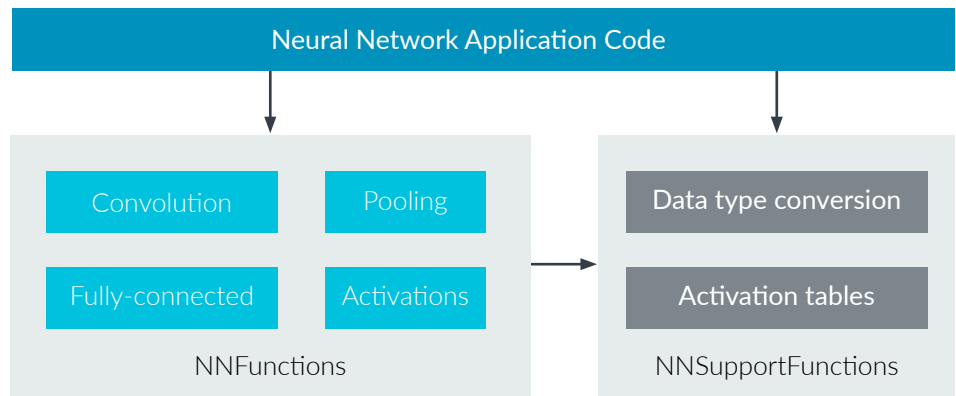 Neural Network Application Code
Convolution
Pooling
Fully-connected
Activations
NNFunctions
Data type conversion
Activation tables
NNSupportFunctions